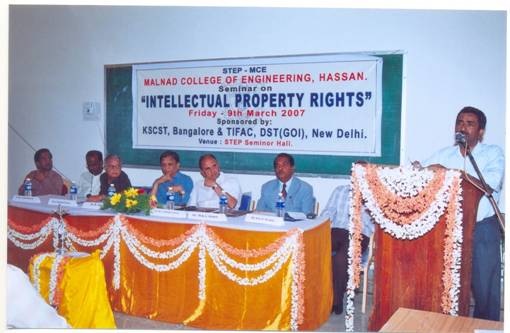 STEP - MCE
MALNAD COLLEGE OF ENGINEERING, HASSAN.
Seminar on
"INTELLECTUAL PROPERTY RIGHTS"
Friday - 9th March 2007
Sponsored by:
KSCST, Bangalore & TIFAC, DST(GOI), New Delhi.
Venue : STEP Seminor Hall.